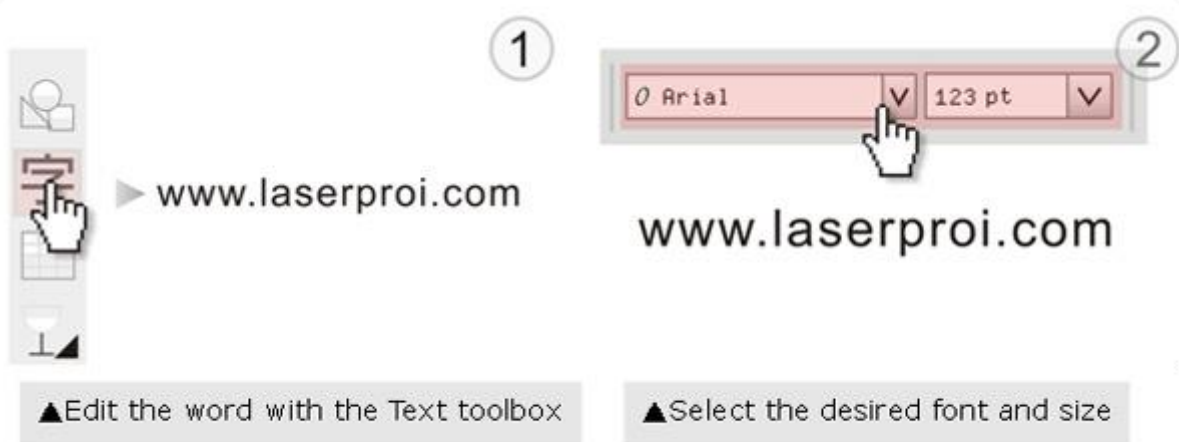 1
字
www.laserproi.com
▲Edit the word with the Text toolbox
2
O Arial
123 pt
www.laserproi.com
▲Select the desired font and size